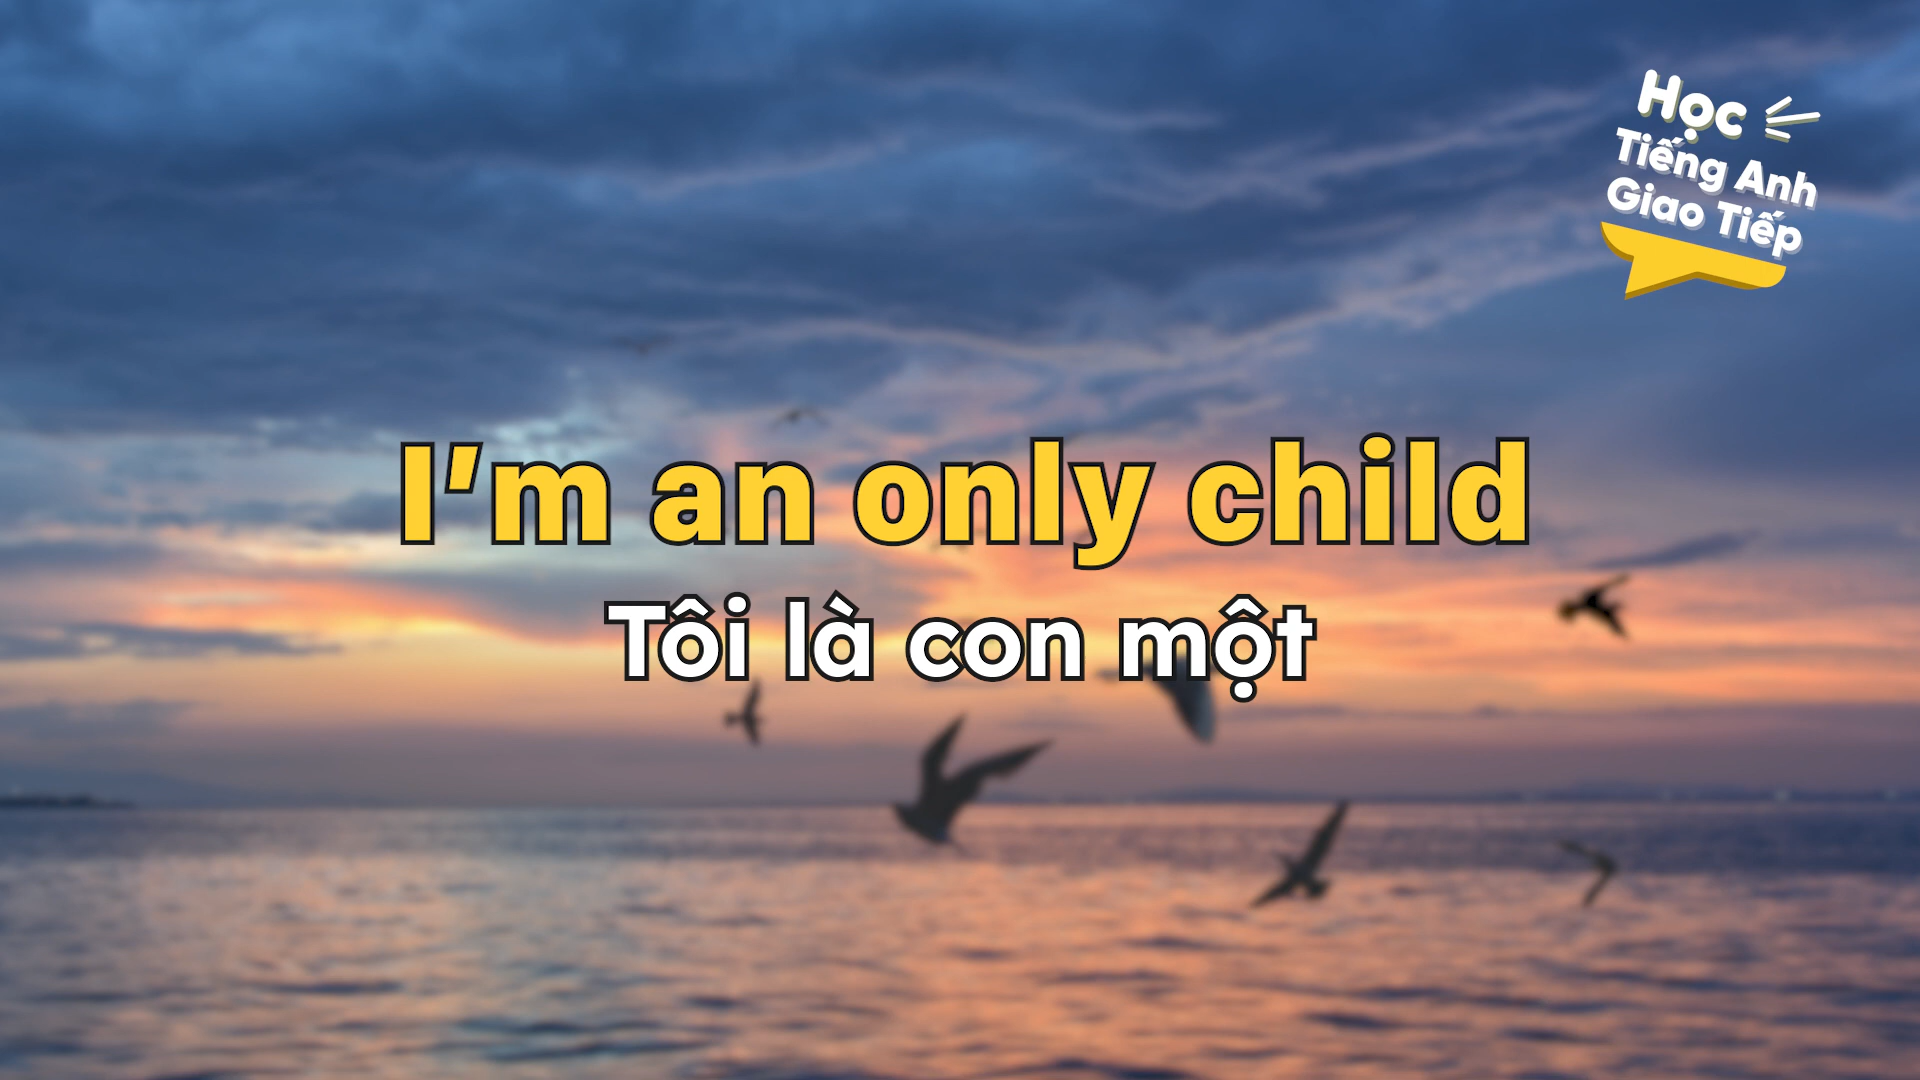 Học
Tiếng Anh
Giao Tiếp
I’m an only child
Tôi là con một